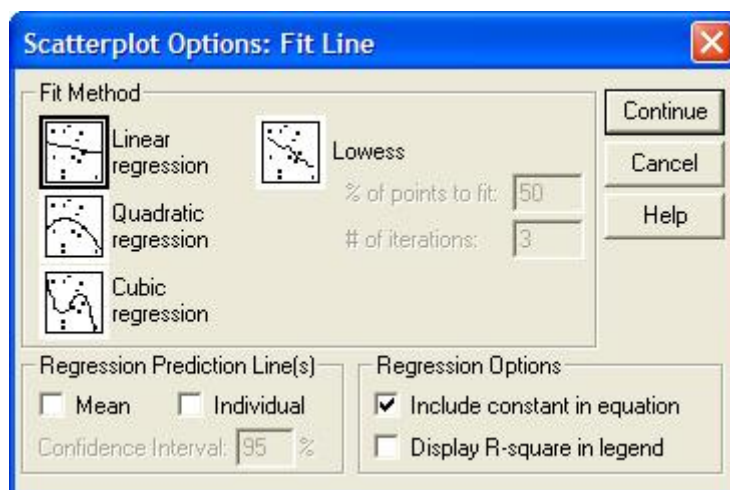 Scatterplot Options: Fit Line
Fit Method
Linear
regression
Quadratic
regression
Cubic
regression
Lowess
% of points to fit: 50
# of iterations: 3
Continue
Cancel
Help
Regression Prediction Line(s)
Mean Individual
Confidence Interval: 95 %
Regression Options
Include constant in equation
Display R-square in legend